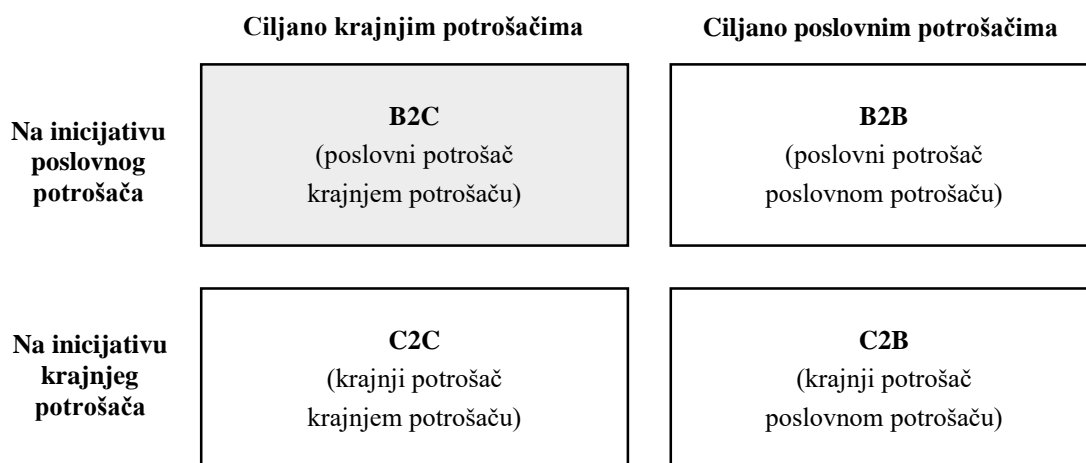 Ciljano krajnjim potrošačima
Ciljano poslovnim potrošačima
Na inicijativu
poslovnog
potrošača
B2C
(poslovni potrošač
krajnjem potrošaču)
B2B
(poslovni potrošač
poslovnom potrošaču)
Na inicijativu
krajnjeg
potrošača
C2C
(krajnji potrošač
krajnjem potrošaču)
C2B
(krajnji potrošač
poslovnom potrošaču)